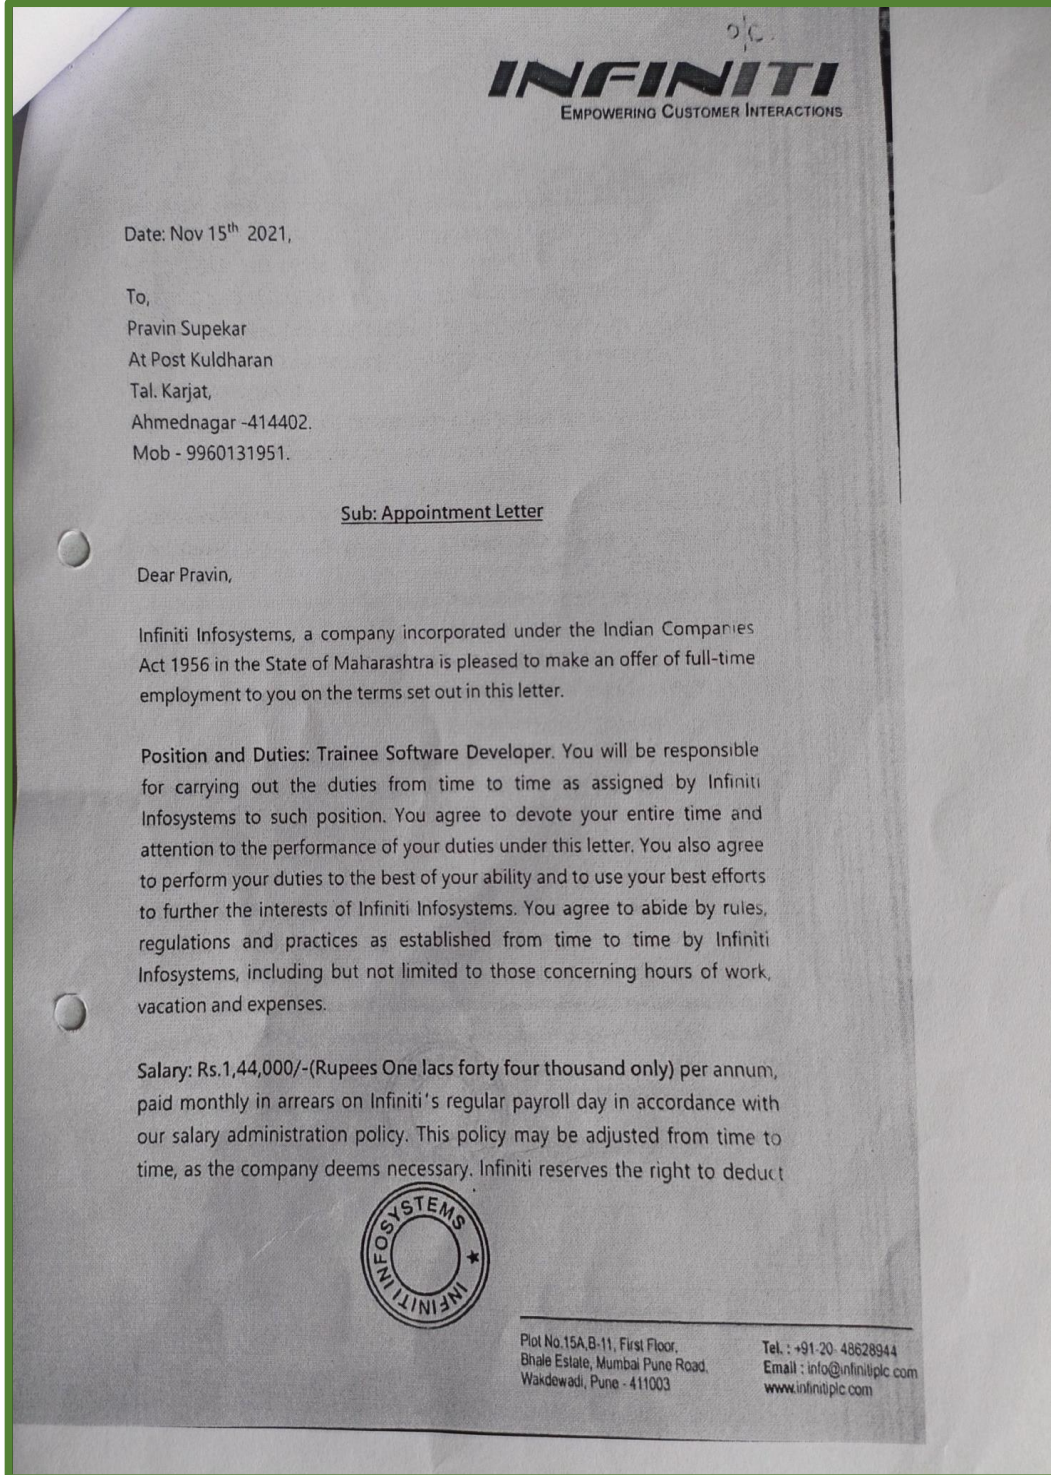 O/C.
INFINITI
EMPOWERING CUSTOMER INTERACTIONS
Date: Nov 15th 2021,
To,
Pravin Supekar
At Post Kuldharan
Tal. Karjat,
Ahmednagar -414402.
Mob - 9960131951.
Sub: Appointment Letter
Dear Pravin,
Infiniti Infosystems, a company incorporated under the Indian Companies
Act 1956 in the State of Maharashtra is pleased to make an offer of full-time
employment to you on the terms set out in this letter.
Position and Duties: Trainee Software Developer. You will be responsible
for carrying out the duties from time to time as assigned by Infiniti
Infosystems to such position. You agree to devote your entire time and
attention to the performance of your duties under this letter. You also agree
to perform your duties to the best of your ability and to use your best efforts
to further the interests of Infiniti Infosystems. You agree to abide by rules,
regulations and practices as established from time to time by Infiniti
Infosystems, including but not limited to those concerning hours of work,
vacation and expenses.
Salary: Rs.1,44,000/-(Rupees One lacs forty four thousand only) per annum,
paid monthly in arrears on Infiniti's regular payroll day in accordance with
our salary administration policy. This policy may be adjusted from time to
time, as the company deems necessary. Infiniti reserves the right to deduct
INFINITI INFOSYSTEMS ★
Plot No.15A,B-11, First Floor,
Bhale Estate, Mumbai Pune Road,
Wakdewadi, Pune - 411003
Tel. : +91-20- 48628944
Email : info@infinitiplc.com
www.infinitiplc.com